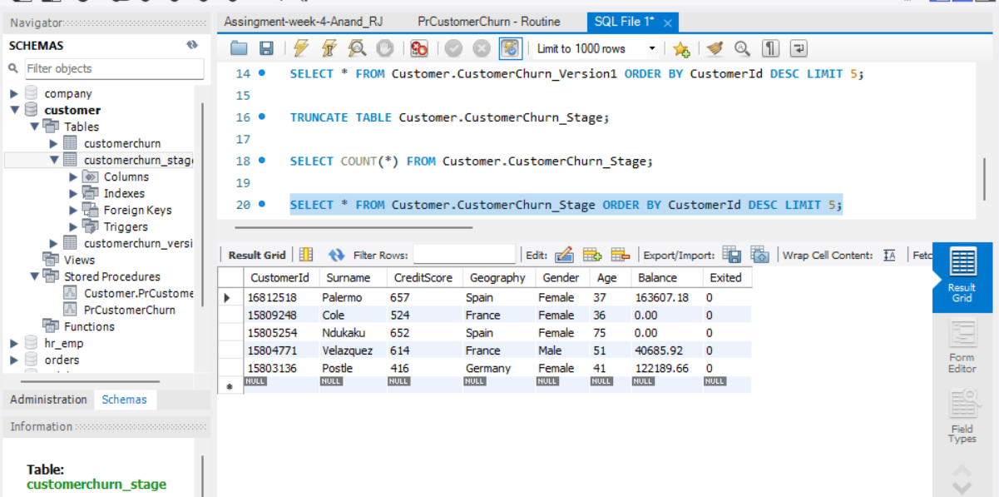 Navigator
Assingment-week-4-Anand_RJ PrCustomerChurn - Routine SQL File 1* ×
SCHEMAS
Filter objects
Limit to 1000 rows
company
customer
Tables
customerchurn
customerchurn_stag
Columns
Indexes
Foreign Keys
Triggers
customerchurn_versi
Views
Stored Procedures
Customer.PrCustome
PrCustomerChurn
Functions
hr_emp
orders
Administration Schemas
Information
Table:
customerchurn_stage
14 SELECT * FROM Customer.CustomerChurn_Version1 ORDER BY CustomerId DESC LIMIT 5;
15
16 TRUNCATE TABLE Customer.CustomerChurn_Stage;
17
18 SELECT COUNT(*) FROM Customer.CustomerChurn_Stage;
19
20 SELECT * FROM Customer.CustomerChurn_Stage ORDER BY CustomerId DESC LIMIT 5;
Result Grid Filter Rows: Edit: Export/Import: Wrap Cell Content: IA Fetc
CustomerId Surname CreditScore Geography Gender Age Balance Exited
16812518 Palermo 657 Spain Female 37 163607.18 0
15809248 Cole 524 France Female 36 0.00 0
15805254 Ndukaku 652 Spain Female 75 0.00 0
15804771 Velazquez 614 France Male 51 40685.92 0
15803136 Postle 416 Germany Female 41 122189.66 0
NULL NULL NULL NULL NULL NULL NULL NULL
Result
Grid
Form
Editor
Field
Types